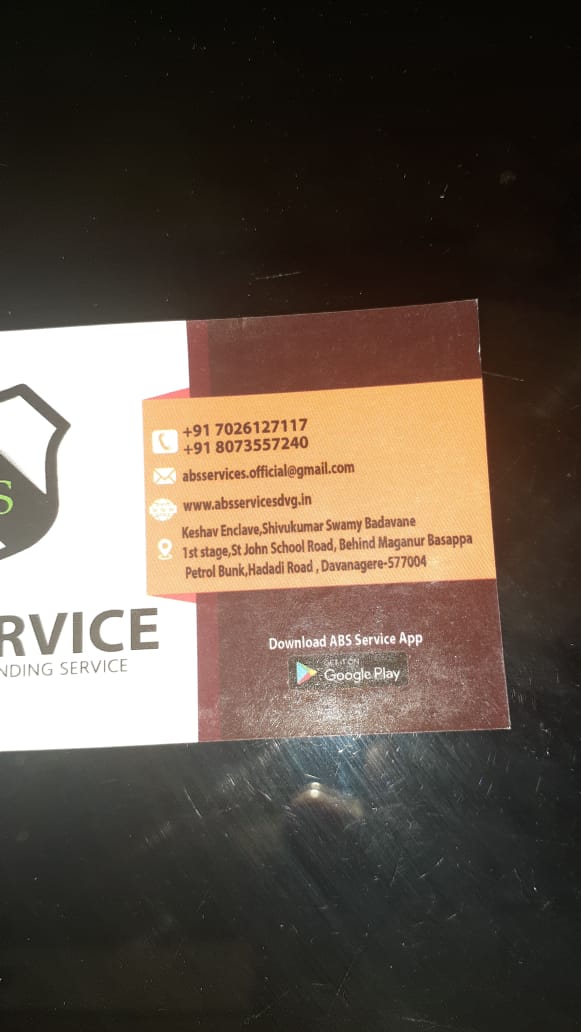 +91 7026127117
+91 8073557240
absservices.official@gmail.com
www.absservicesdvg.in
Keshav Enclave,Shivukumar Swamy Badavane
1st stage,St John School Road, Behind Maganur Basappa
Petrol Bunk,Hadadi Road , Davanagere-577004
S
RVICE
NDING SERVICE
Download ABS Service App
GET IT ON
Google Play